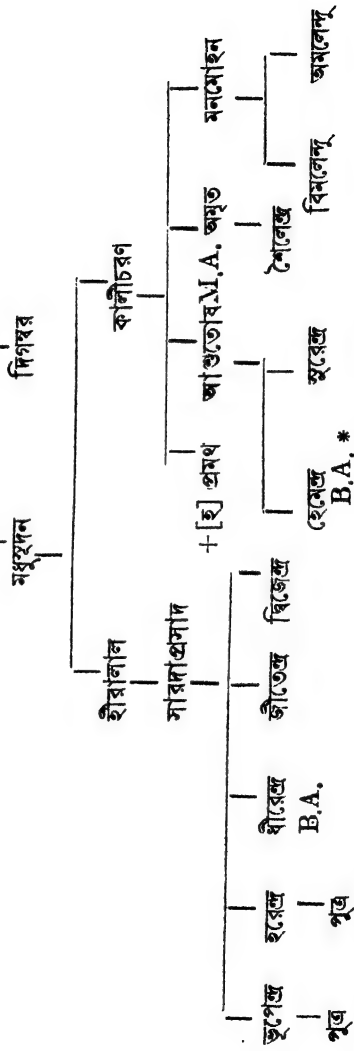 মধুসূদন দিগম্বর
হীরালাল কালীচরণ
সারদাপ্রসাদ +[হ] প্রমথ আশুতোষ M.A. অমৃত মনমোহন
ভূপেন্দ্র হরেন্দ্র ধীরেন্দ্র জীতেন্দ্র দ্বিজেন্দ্র হেমেন্দ্র সুরেন্দ্র শৈলেন্দ্র বিমলেন্দু অমলেন্দু
পুত্র পুত্র B.A. B.A.*